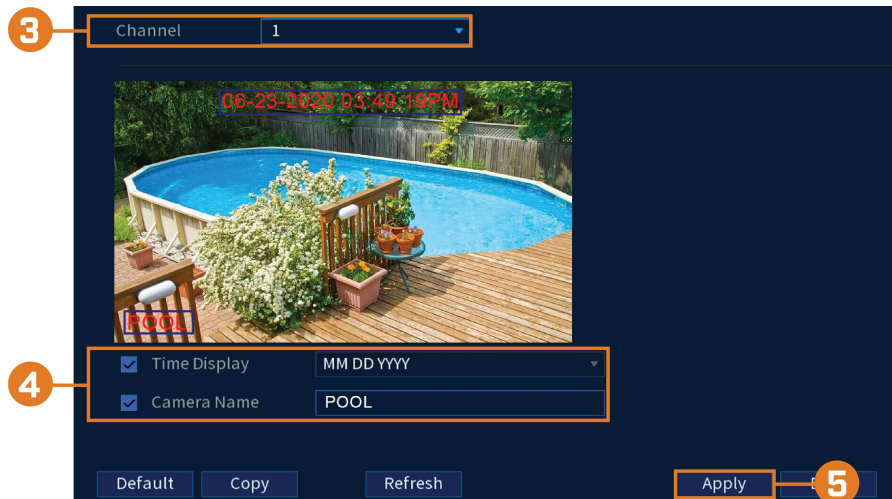 3
Channel 1
06-23-2020 03:49:19PM
POOL
4
Time Display MM DD YYYY
Camera Name POOL
Default Copy Refresh Apply
5